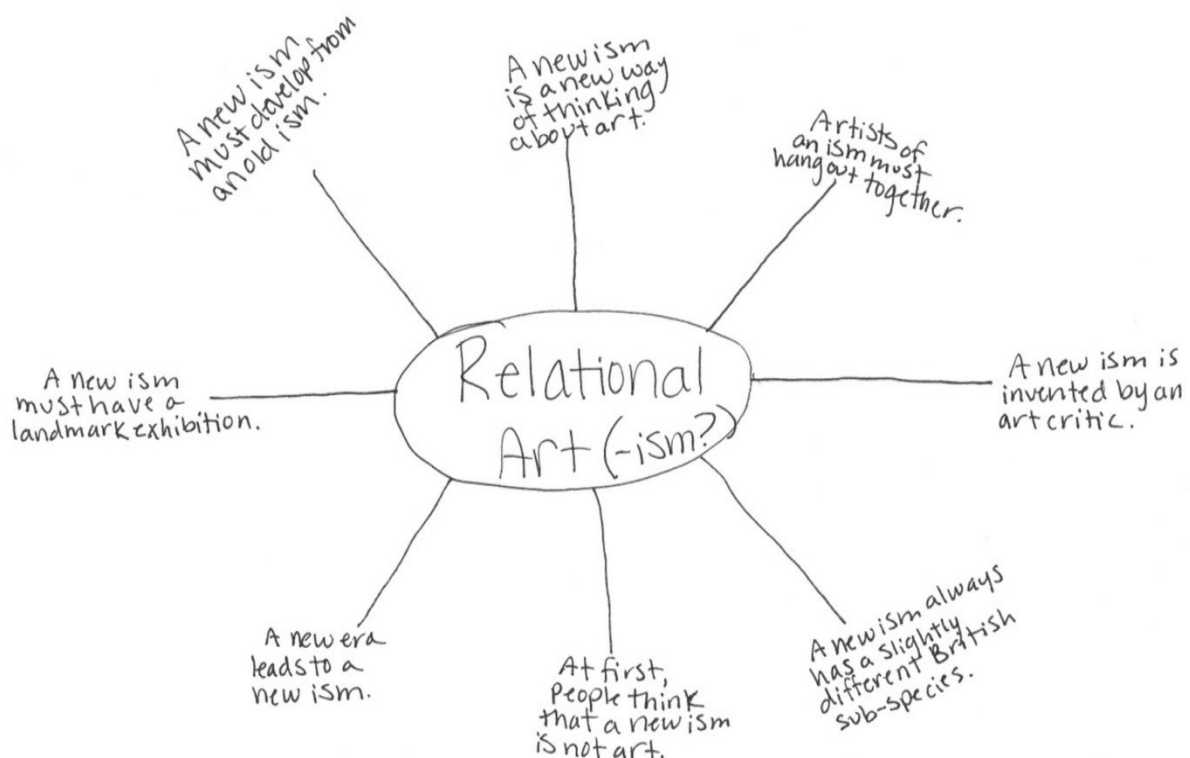 Relational
Art (-ism?)
A new ism
must develop from
an old ism.
A new ism
is a new way
of thinking
about art.
Artists of
an ism must
hang out together.
A new ism is
invented by an
art critic.
A new ism always
has a slightly
different British
sub-species.
At first,
people think
that a new ism
is not art.
A new era
leads to a
new ism.
A new ism
must have a
landmark exhibition.